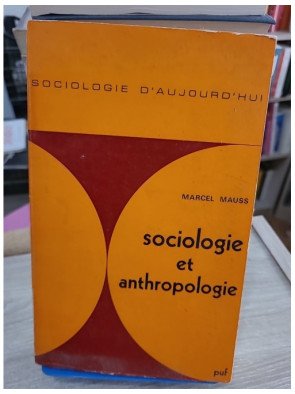 SOCIOLOGIE D'AUJOURD'HUI
MARCEL MAUSS
sociologie
et
anthropologie
puf